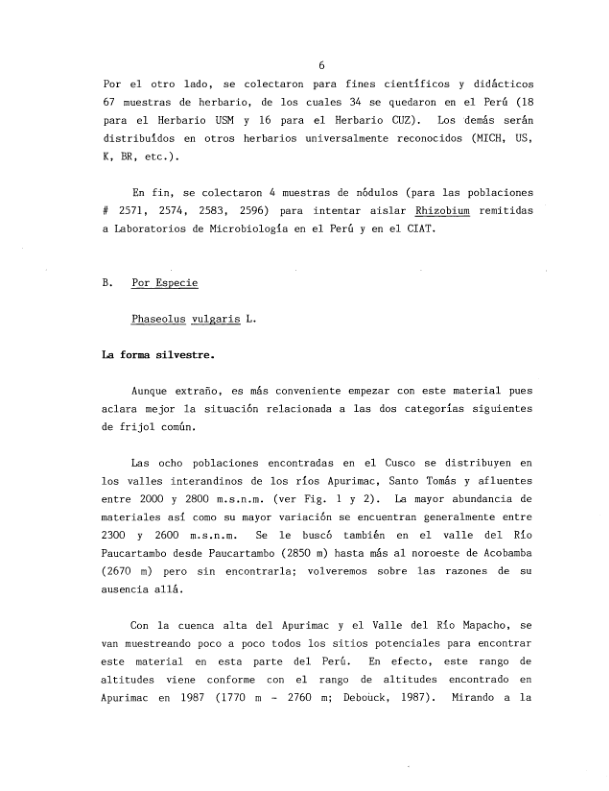 6
Por el otro lado, se colectaron para fines científicos y didácticos
67 muestras de herbario, de los cuales 34 se quedaron en el Perú (18
para el Herbario USM y 16 para el Herbario CUZ). Los demás serán
distribuídos en otros herbarios universalmente reconocidos (MICH, US,
K, BR, etc.).
En fin, se colectaron 4 muestras de nódulos (para las poblaciones
# 2571, 2574, 2583, 2596) para intentar aislar Rhizobium remitidas
a Laboratorios de Microbiología en el Perú y en el CIAT.
B. Por Especie
Phaseolus vulgaris L.
La forma silvestre.
Aunque extraño, es más conveniente empezar con este material pues
aclara mejor la situación relacionada a las dos categorías siguientes
de frijol común.
Las ocho poblaciones encontradas en el Cusco se distribuyen en
los valles interandinos de los ríos Apurimac, Santo Tomás y afluentes
entre 2000 y 2800 m.s.n.m. (ver Fig. 1 y 2). La mayor abundancia de
materiales así como su mayor variación se encuentran generalmente entre
2300 y 2600 m.s.n.m. Se le buscó también en el valle del Río
Paucartambo desde Paucartambo (2850 m) hasta más al noroeste de Acobamba
(2670 m) pero sin encontrarla; volveremos sobre las razones de su
ausencia allá.
Con la cuenca alta del Apurimac y el Valle del Río Mapacho, se
van muestreando poco a poco todos los sitios potenciales para encontrar
este material en esta parte del Perú. En efecto, este rango de
altitudes viene conforme con el rango de altitudes encontrado en
Apurimac en 1987 (1770 m - 2760 m; Debouck, 1987). Mirando a la